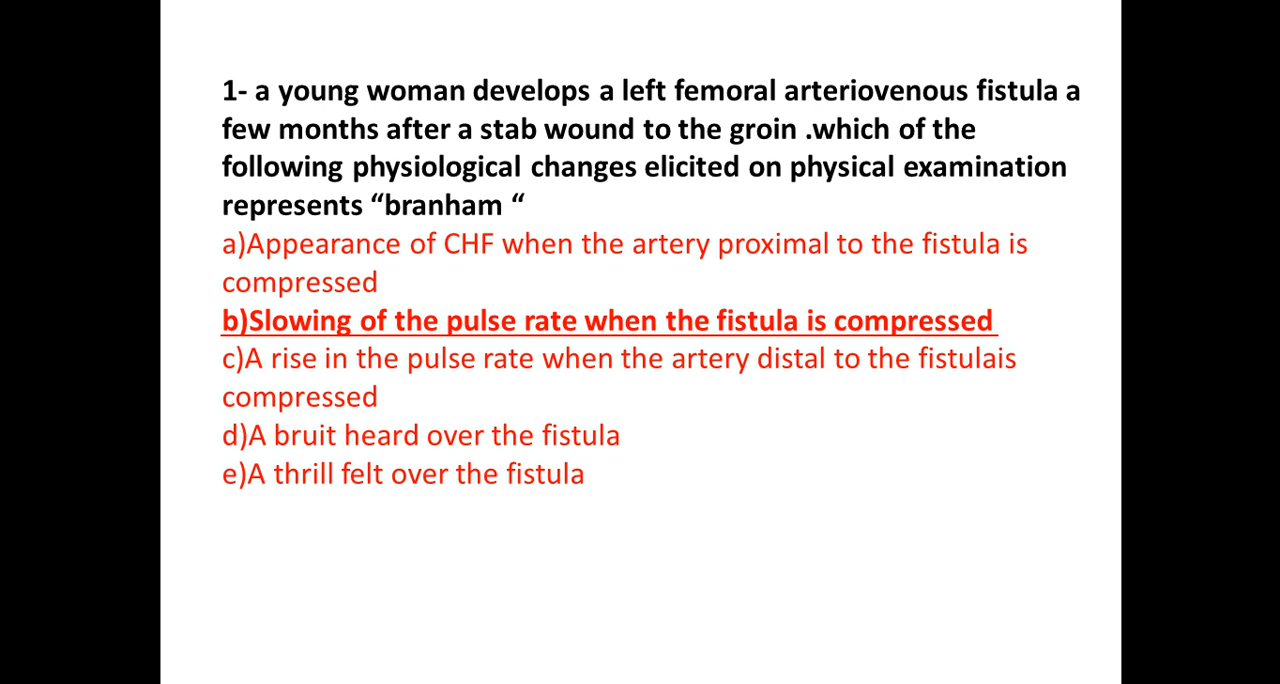 1- a young woman develops a left femoral arteriovenous fistula a
few months after a stab wound to the groin .which of the
following physiological changes elicited on physical examination
represents “branham “
a)Appearance of CHF when the artery proximal to the fistula is
compressed
b)Slowing of the pulse rate when the fistula is compressed
c)A rise in the pulse rate when the artery distal to the fistulais
compressed
d)A bruit heard over the fistula
e)A thrill felt over the fistula